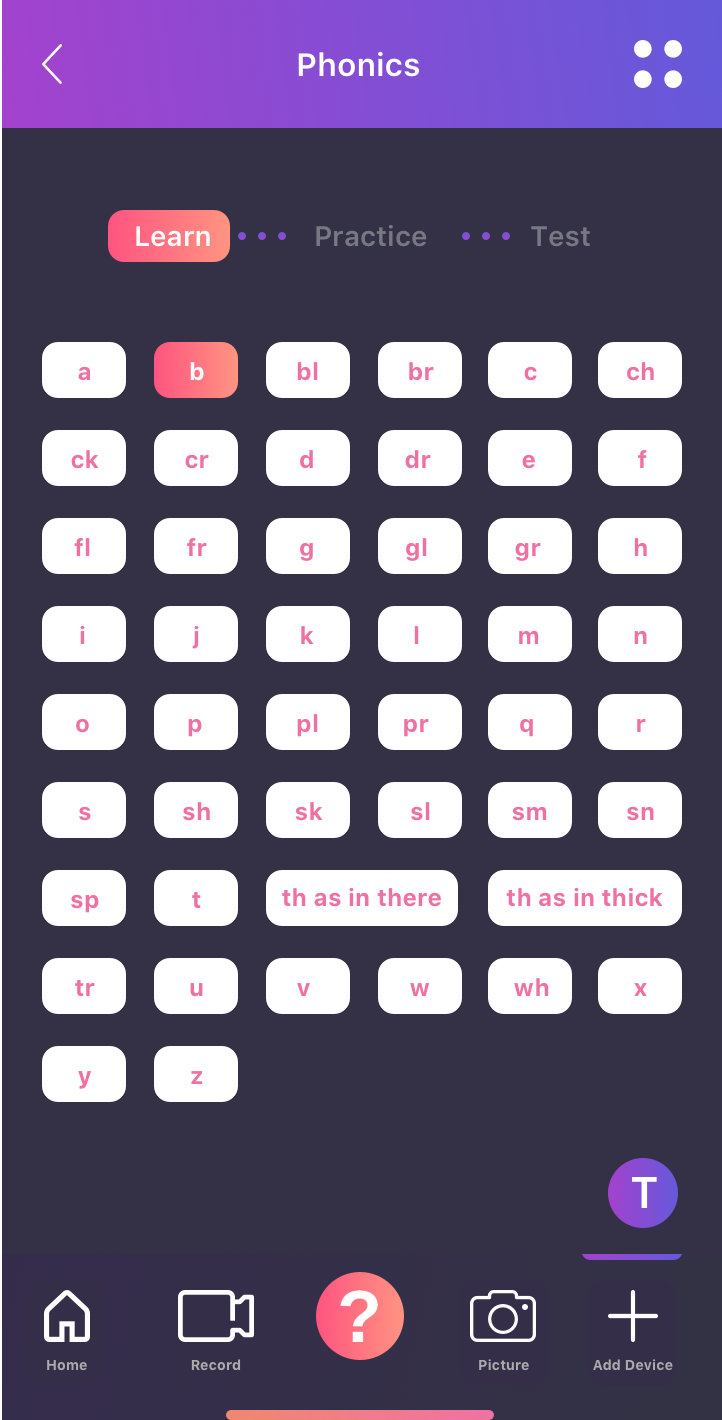 Phonics
Learn Practice Test
a b bl br c ch
ck cr d dr e f
fl fr g gl gr h
i j k l m n
o p pl pr q r
s sh sk sl sm sn
sp t th as in there th as in thick
tr u v w wh x
y z
T
?
Home Record Picture Add Device